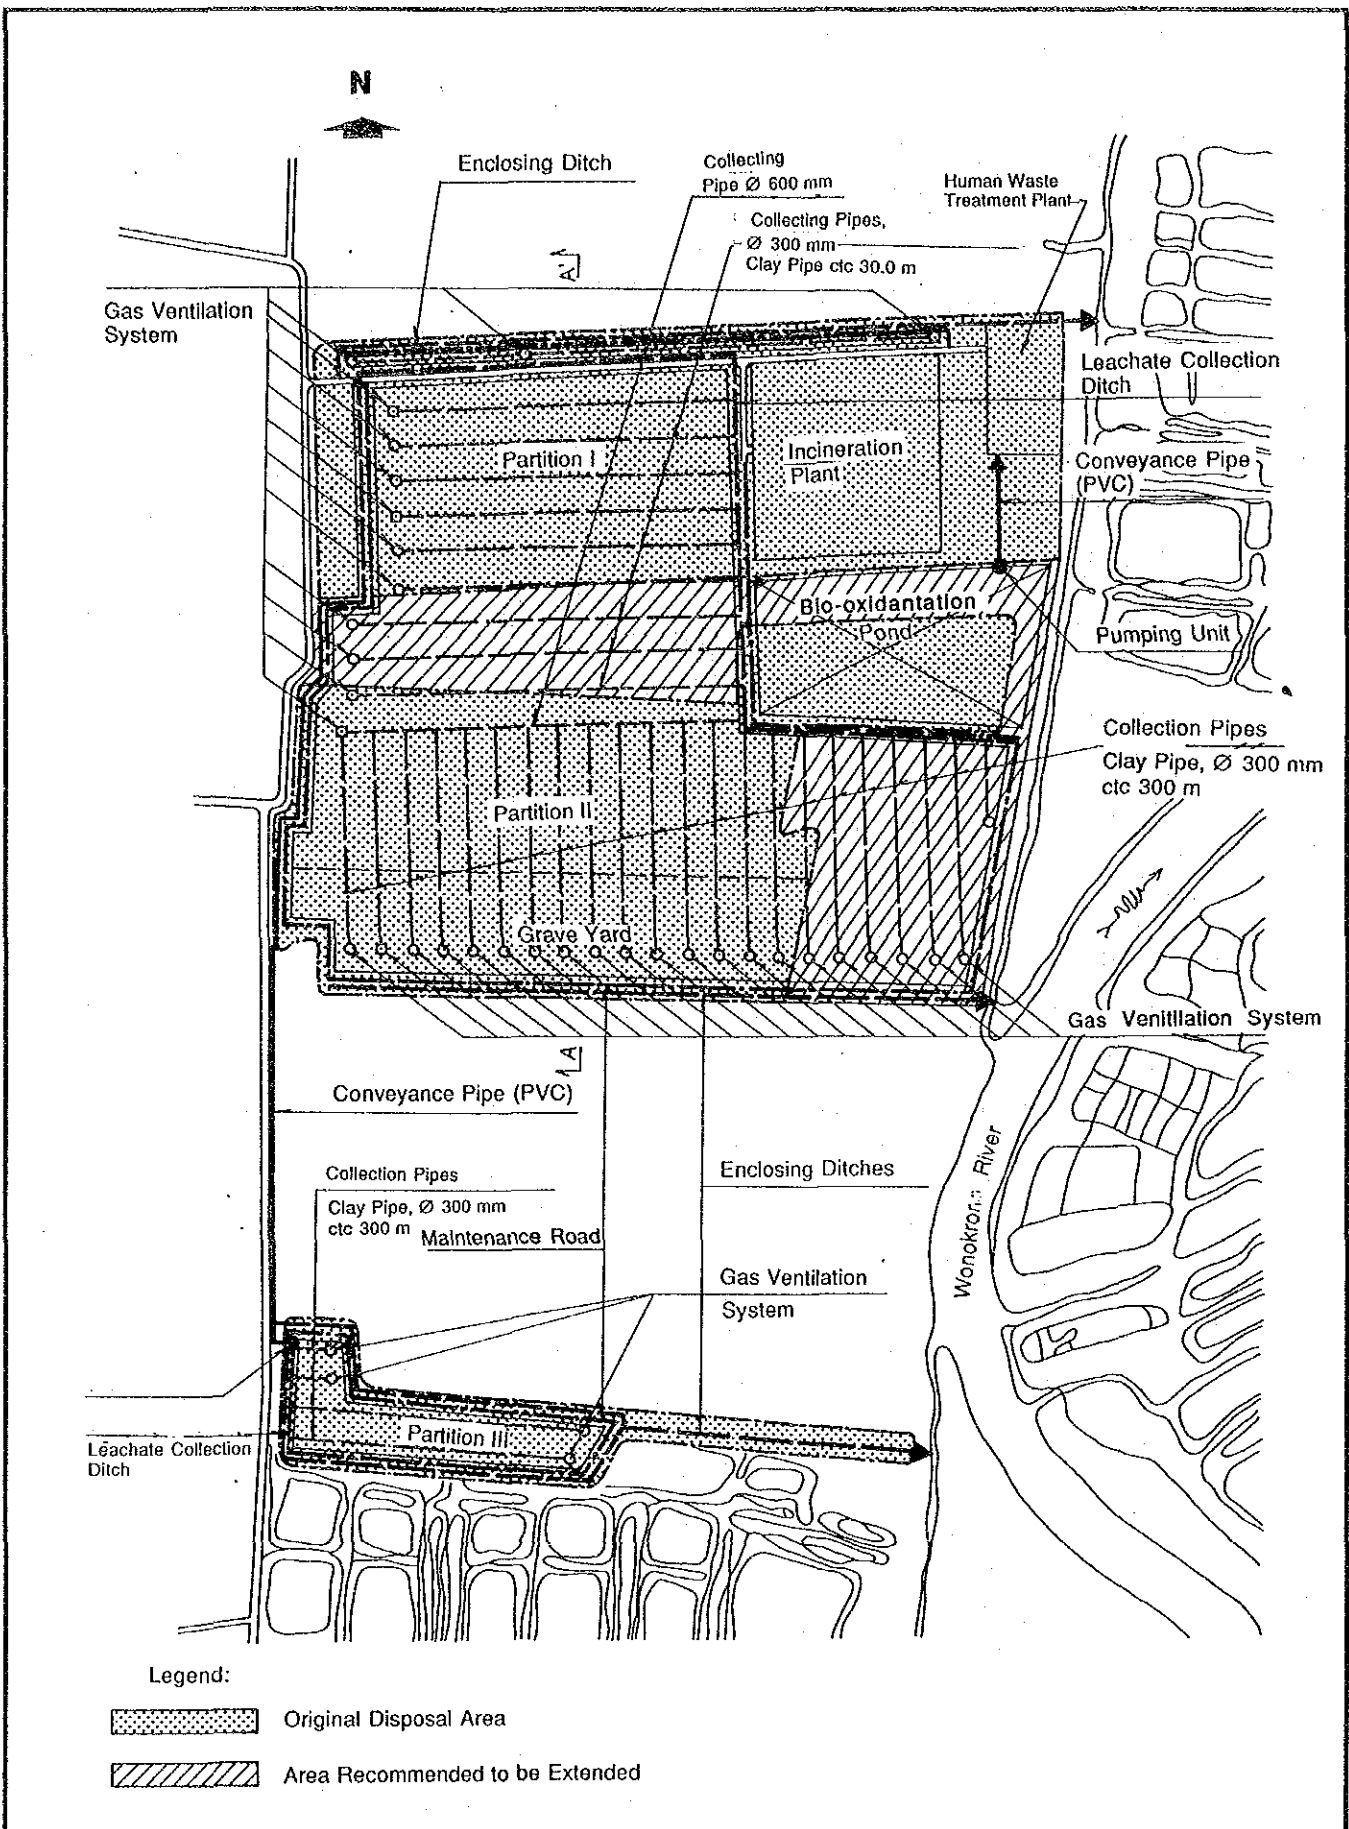 N
Enclosing Ditch
Collecting
Pipe Ø 600 mm
Human Waste
Treatment Plant
Collecting Pipes,
Ø 300 mm
Clay Pipe ctc 30.0 m
A'
Gas Ventilation
System
Leachate Collection
Ditch
Partition I
Incineration
Plant
Conveyance Pipe
(PVC)
Bio-oxidantation
Pond
Pumping Unit
Collection Pipes
Clay Pipe, Ø 300 mm
ctc 300 m
Partition II
Grave Yard
Gas Venitilation System
A
Conveyance Pipe (PVC)
Collection Pipes
Clay Pipe, Ø 300 mm
ctc 300 m
Maintenance Road
Enclosing Ditches
Gas Ventilation
System
River
Partition III
Leachate Collection
Ditch
Legend:
Original Disposal Area
Area Recommended to be Extended